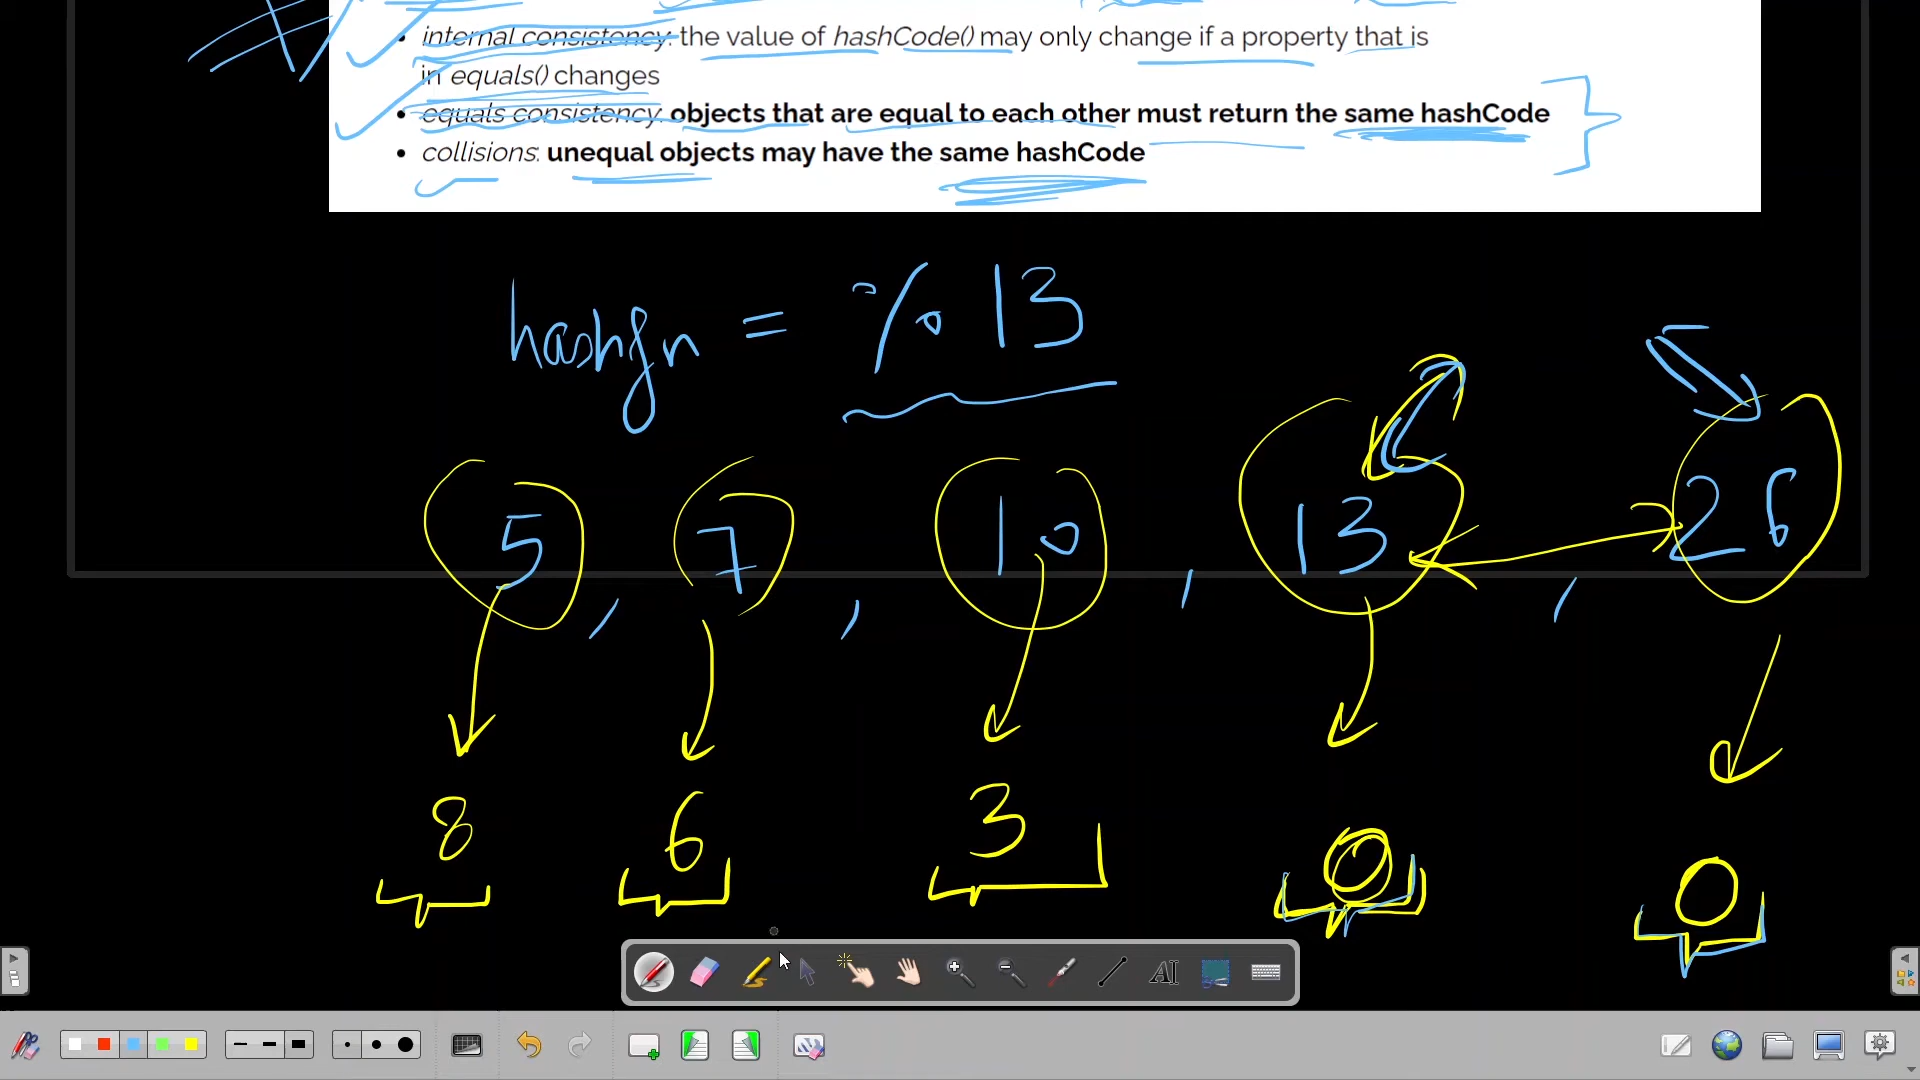 • internal consistency: the value of hashCode() may only change if a property that is
in equals() changes
• equals consistency: objects that are equal to each other must return the same hashCode
• collisions: unequal objects may have the same hashCode
hashfn = % 13
5 , 7 , 10 , 13 , 26
8 6 3 0 0
AI